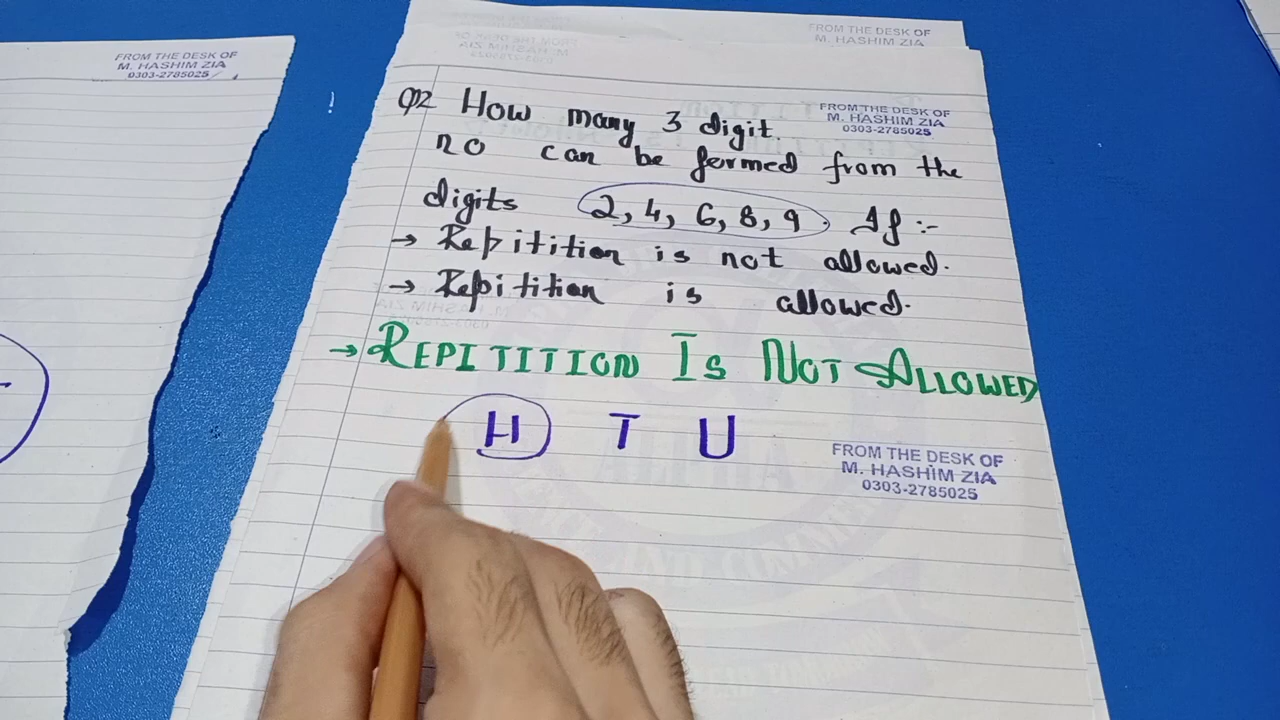 FROM THE DESK OF
M. HASHIM ZIA
0303-2785025
FROM THE DESK OF
M. HASHIM ZIA
Q2 How many 3 digit
FROM THE DESK OF
M. HASHIM ZIA
0303-2785025
no can be formed from the
digits 2, 4, 6, 8, 9. If :-
→ Repitition is not allowed.
→ Repitition is allowed.
→ REPITITION IS NOT ALLOWED
H T U
FROM THE DESK OF
M. HASHIM ZIA
0303-2785025